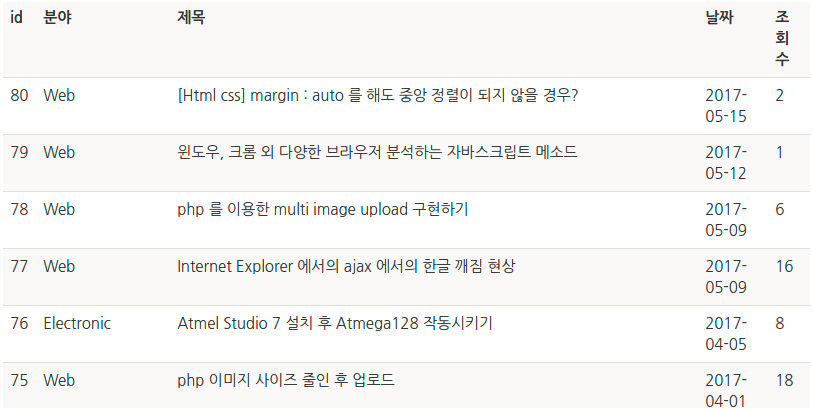 id 분야 제목 날짜 조
회
수
80 Web [Html css] margin : auto 를 해도 중앙 정렬이 되지 않을 경우? 2017- 2
05-15
79 Web 윈도우, 크롬 외 다양한 브라우저 분석하는 자바스크립트 메소드 2017- 1
05-12
78 Web php 를 이용한 multi image upload 구현하기 2017- 6
05-09
77 Web Internet Explorer 에서의 ajax 에서의 한글 깨짐 현상 2017- 16
05-09
76 Electronic Atmel Studio 7 설치 후 Atmega128 작동시키기 2017- 8
04-05
75 Web php 이미지 사이즈 줄인 후 업로드 2017- 18
04-01